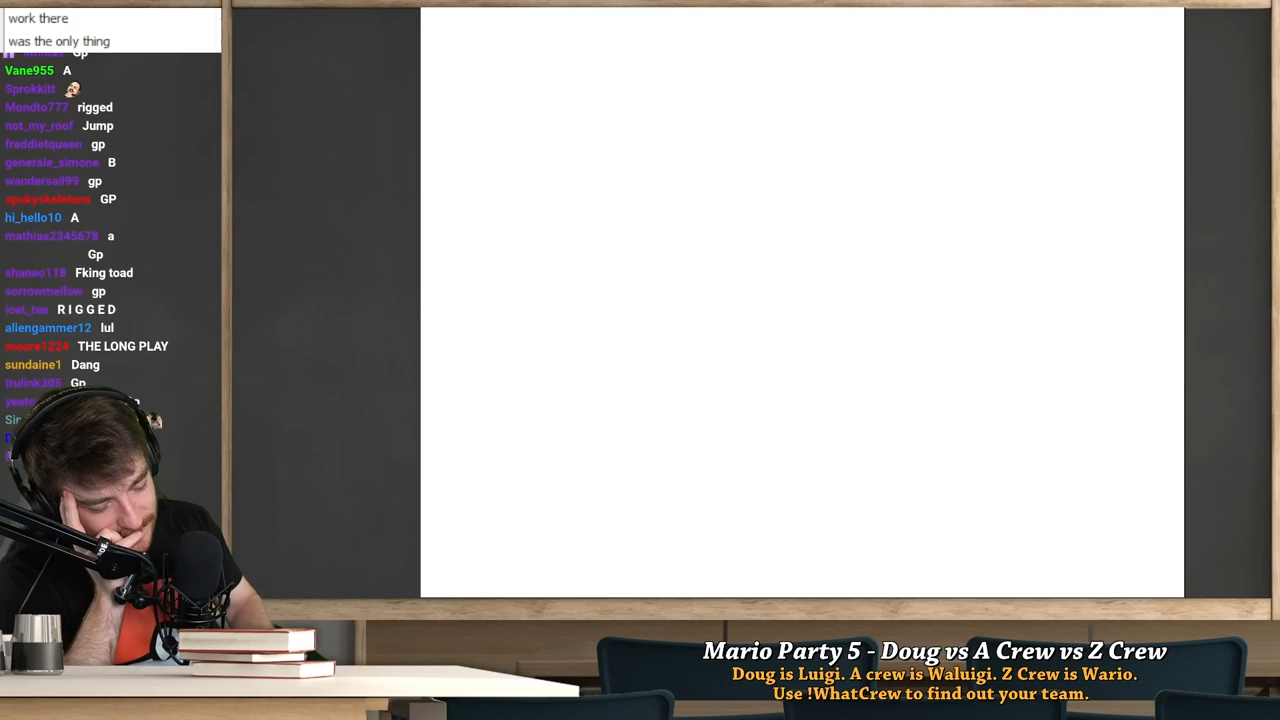 work there
was the only thing
Gp
Vane955 A
Sprokkitt
Mondto777 rigged
not_my_roof Jump
freddietqueen gp
generale_simone B
wandersail99 gp
spukyskeletons GP
hi_hello10 A
mathias2345678 a
Gp
shaneo118 Fking toad
sorrowmellow gp
icet_tea R I G G E D
aliengammer12 lul
moore1224 THE LONG PLAY
sundaine1 Dang
trulink305 Gp
Mario Party 5 - Doug vs A Crew vs Z Crew
Doug is Luigi. A crew is Waluigi. Z Crew is Wario.
Use !WhatCrew to find out your team.